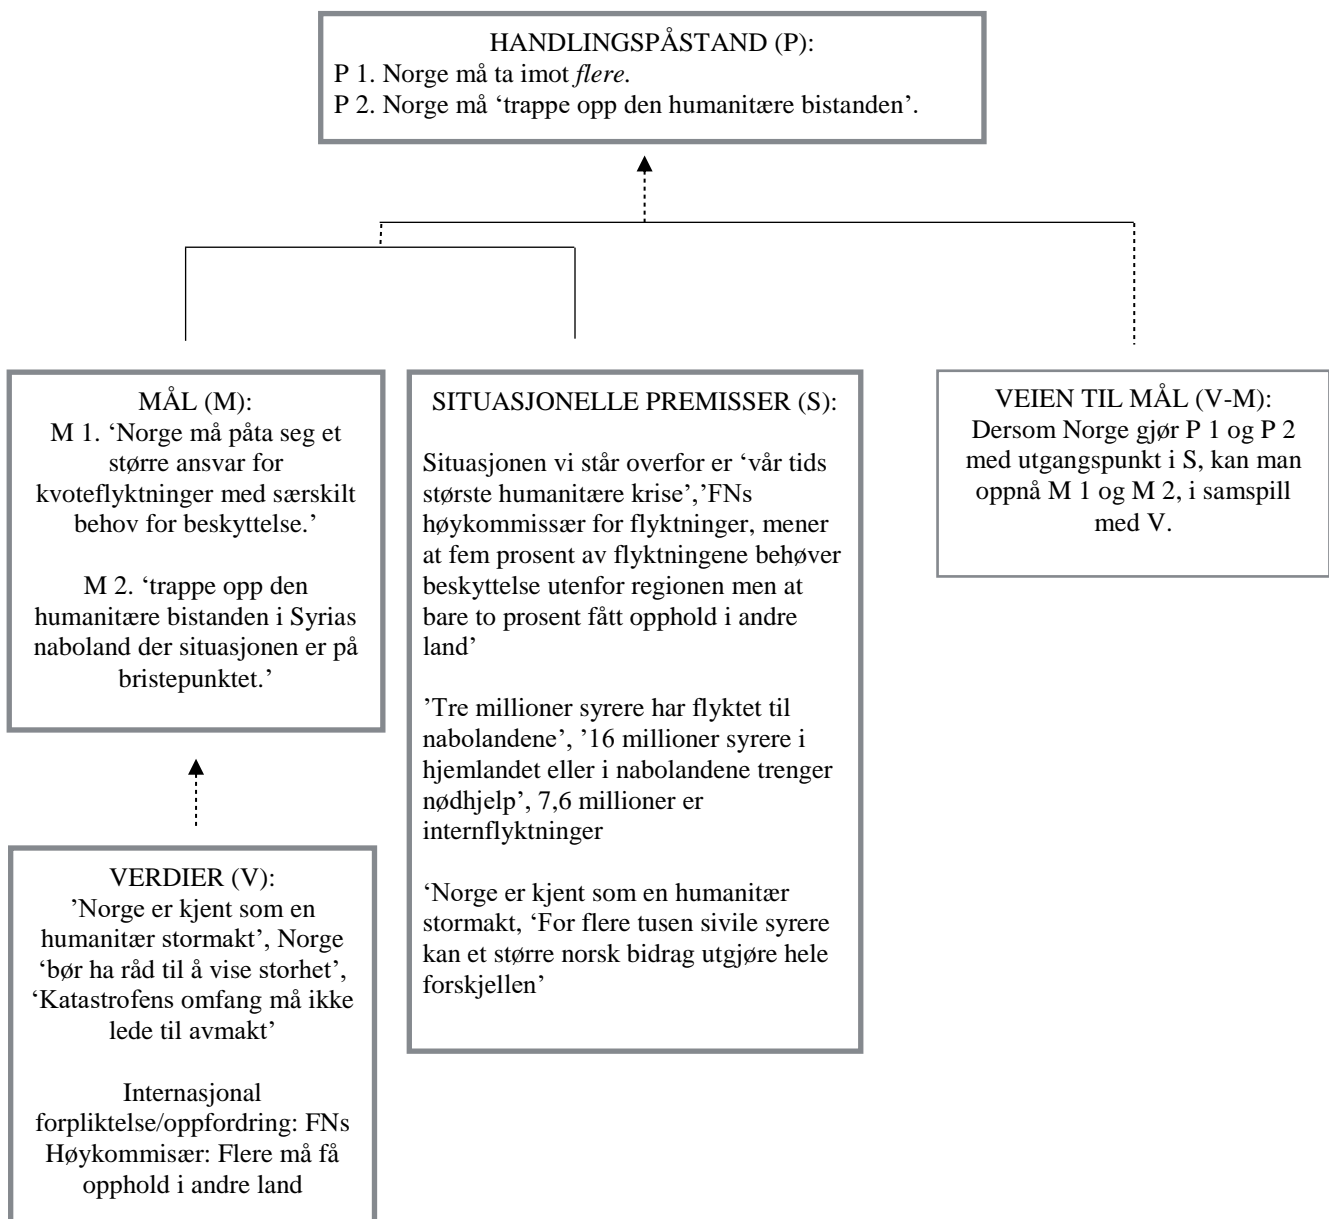 HANDLINGSPÅSTAND (P):
P 1. Norge må ta imot flere.
P 2. Norge må ‘trappe opp den humanitære bistanden’.
MÅL (M):
M 1. ‘Norge må påta seg et
større ansvar for
kvoteflyktninger med særskilt
behov for beskyttelse.’
M 2. ‘trappe opp den
humanitære bistanden i Syrias
naboland der situasjonen er på
bristepunktet.’
SITUASJONELLE PREMISSER (S):
Situasjonen vi står overfor er ‘vår tids
største humanitære krise’,’FNs
høykommissær for flyktninger, mener
at fem prosent av flyktningene behøver
beskyttelse utenfor regionen men at
bare to prosent fått opphold i andre
land’
’Tre millioner syrere har flyktet til
nabolandene’, ’16 millioner syrere i
hjemlandet eller i nabolandene trenger
nødhjelp’, 7,6 millioner er
internflyktninger
‘Norge er kjent som en humanitær
stormakt, ‘For flere tusen sivile syrere
kan et større norsk bidrag utgjøre hele
forskjellen’
VEIEN TIL MÅL (V-M):
Dersom Norge gjør P 1 og P 2
med utgangspunkt i S, kan man
oppnå M 1 og M 2, i samspill
med V.
VERDIER (V):
’Norge er kjent som en
humanitær stormakt’, Norge
‘bør ha råd til å vise storhet’,
‘Katastrofens omfang må ikke
lede til avmakt’
Internasjonal
forpliktelse/oppfordring: FNs
Høykommisær: Flere må få
opphold i andre land